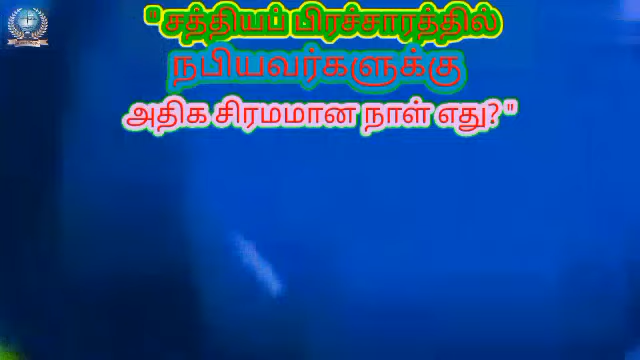 " சத்தியப் பிரச்சாரத்தில்
நபியவர்களுக்கு
அதிக சிரமமான நாள் எது? "